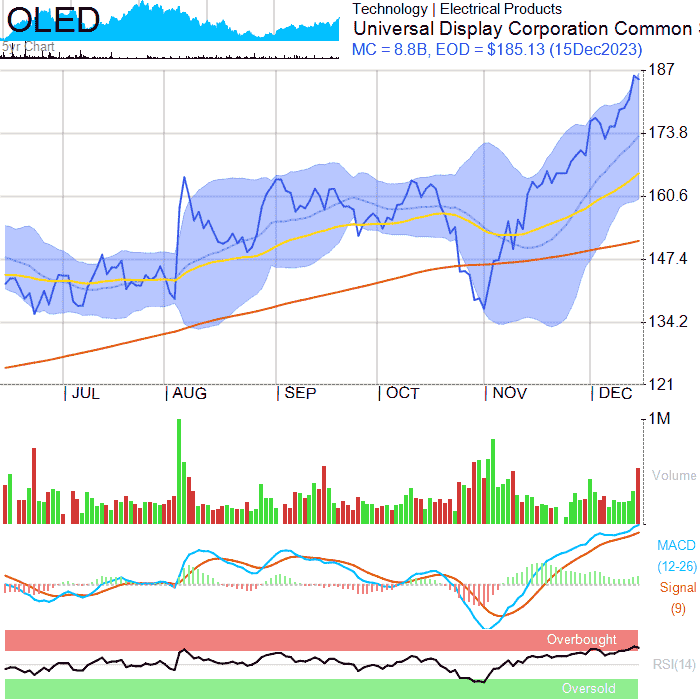 OLED
5yr Chart
Technology | Electrical Products
Universal Display Corporation Common
MC = 8.8B, EOD = $185.13 (15Dec2023)
187
173.8
160.6
147.4
134.2
121
JUL AUG SEP OCT NOV DEC
1M
Volume
MACD
(12-26)
Signal
(9)
Overbought
RSI(14)
Oversold